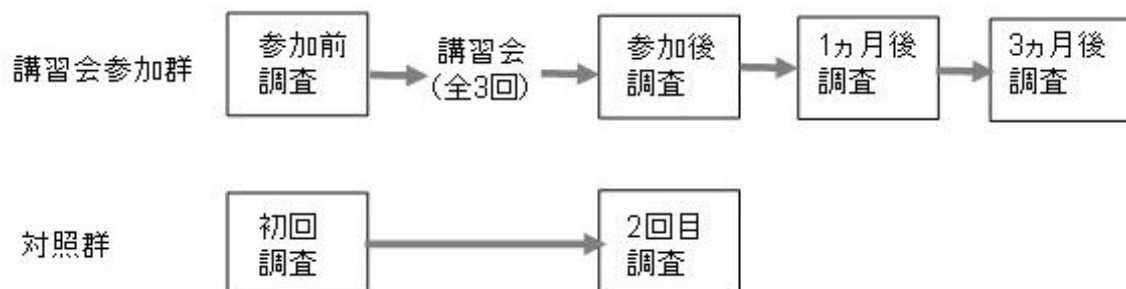 講習会参加群
参加前
調査
講習会
(全3回)
参加後
調査
1ヵ月後
調査
3ヵ月後
調査
対照群
初回
調査
2回目
調査